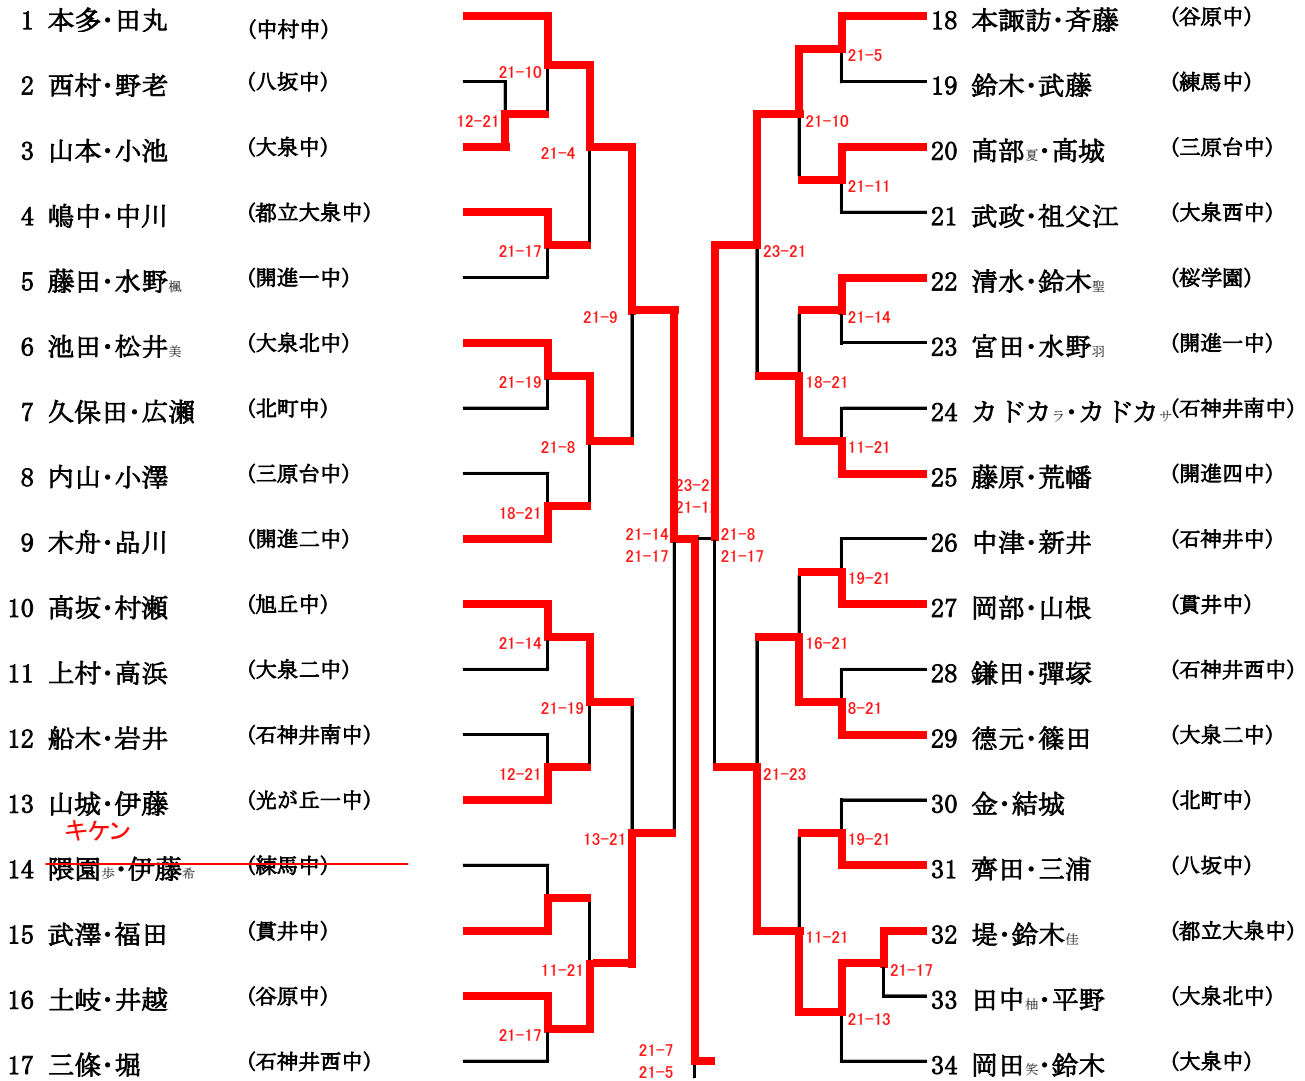 1 本多・田丸 (中村中)
2 西村・野老 (八坂中)
3 山本・小池 (大泉中)
4 嶋中・中川 (都立大泉中)
5 藤田・水野楓 (開進一中)
6 池田・松井美 (大泉北中)
7 久保田・広瀬 (北町中)
8 内山・小澤 (三原台中)
9 木舟・品川 (開進二中)
10 髙坂・村瀬 (旭丘中)
11 上村・高浜 (大泉二中)
12 船木・岩井 (石神井南中)
13 山城・伊藤 (光が丘一中)
キケン
14 隈園歩・伊藤希 (練馬中)
15 武澤・福田 (貫井中)
16 土岐・井越 (谷原中)
17 三條・堀 (石神井西中)
21-10
12-21
21-4
21-17
21-9
21-19
21-8
18-21
21-14
21-17
21-14
21-19
12-21
13-21
11-21
21-17
23-2
21-1
21-7
21-5
18 本諏訪・斉藤 (谷原中)
19 鈴木・武藤 (練馬中)
20 髙部夏・髙城 (三原台中)
21 武政・祖父江 (大泉西中)
22 清水・鈴木聖 (桜学園)
23 宮田・水野羽 (開進一中)
24 カドカラ・カドカサ (石神井南中)
25 藤原・荒幡 (開進四中)
26 中津・新井 (石神井中)
27 岡部・山根 (貫井中)
28 鎌田・彈塚 (石神井西中)
29 德元・篠田 (大泉二中)
30 金・結城 (北町中)
31 齊田・三浦 (八坂中)
32 堤・鈴木佳 (都立大泉中)
33 田中柚・平野 (大泉北中)
34 岡田笑・鈴木 (大泉中)
21-5
21-10
21-11
23-21
21-14
18-21
11-21
21-8
21-17
19-21
16-21
8-21
21-23
19-21
11-21
21-17
21-13